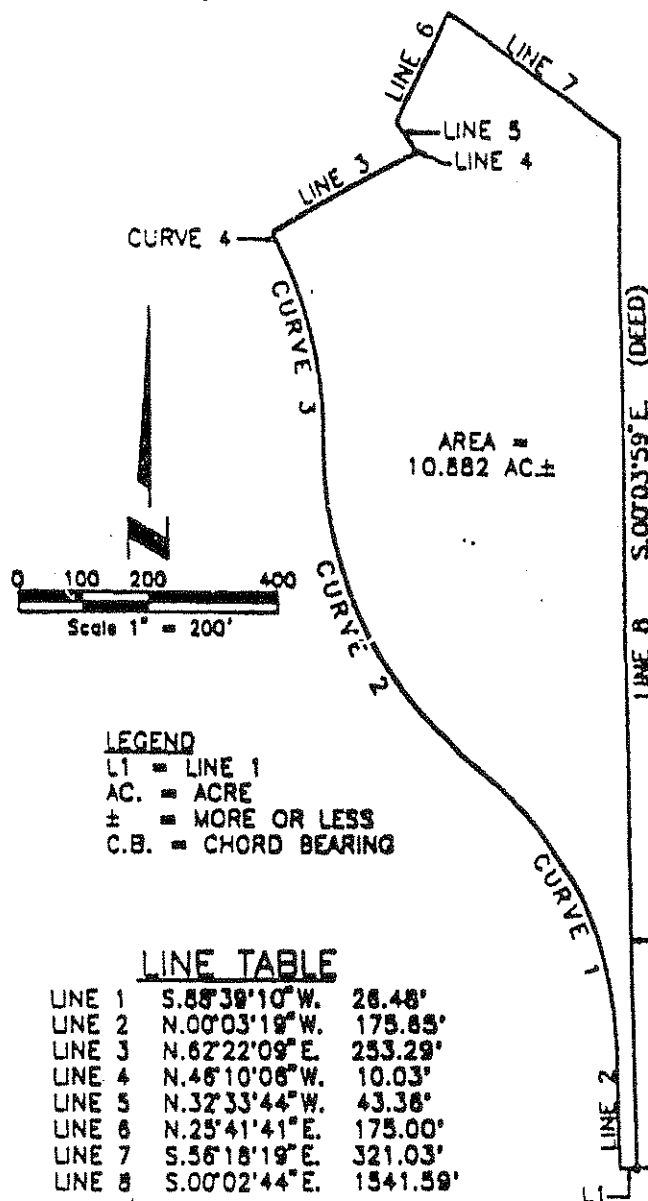 LINE 6
LINE 7
LINE 5
LINE 4
LINE 3
CURVE 4
CURVE 3
S.00°03'59"E. (DEED)
AREA =
10.882 AC.±
N
0 100 200 400
Scale 1" = 200'
CURVE 2
LINE 8
LEGEND
L1 = LINE 1
AC. = ACRE
± = MORE OR LESS
C.B. = CHORD BEARING
CURVE 1
LINE TABLE
LINE 1 S.88°39'10"W. 26.48'
LINE 2 N.00°03'19"W. 175.65'
LINE 3 N.62°22'09"E. 253.29'
LINE 4 N.46°10'06"W. 10.03'
LINE 5 N.32°33'44"W. 43.36'
LINE 6 N.25°41'41"E. 175.00'
LINE 7 S.56°18'19"E. 321.03'
LINE 8 S.00°02'44"E. 1541.59'
LINE 2